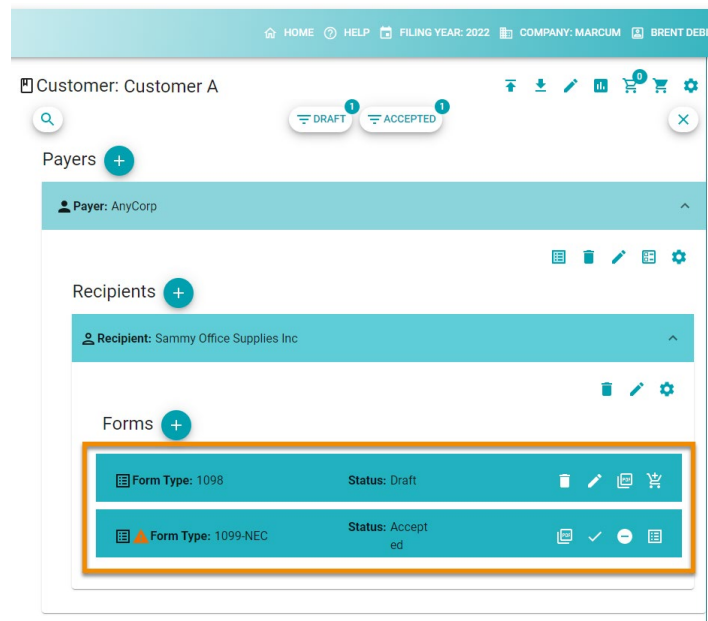 HOME HELP FILING YEAR: 2022 COMPANY: MARCUM BRENT DEBI
Customer: Customer A
0
DRAFT 1 ACCEPTED 1
Payers +
Payer: AnyCorp
Recipients +
Recipient: Sammy Office Supplies Inc
Forms +
Form Type: 1098 Status: Draft PDF
Form Type: 1099-NEC Status: Accept
ed
PDF